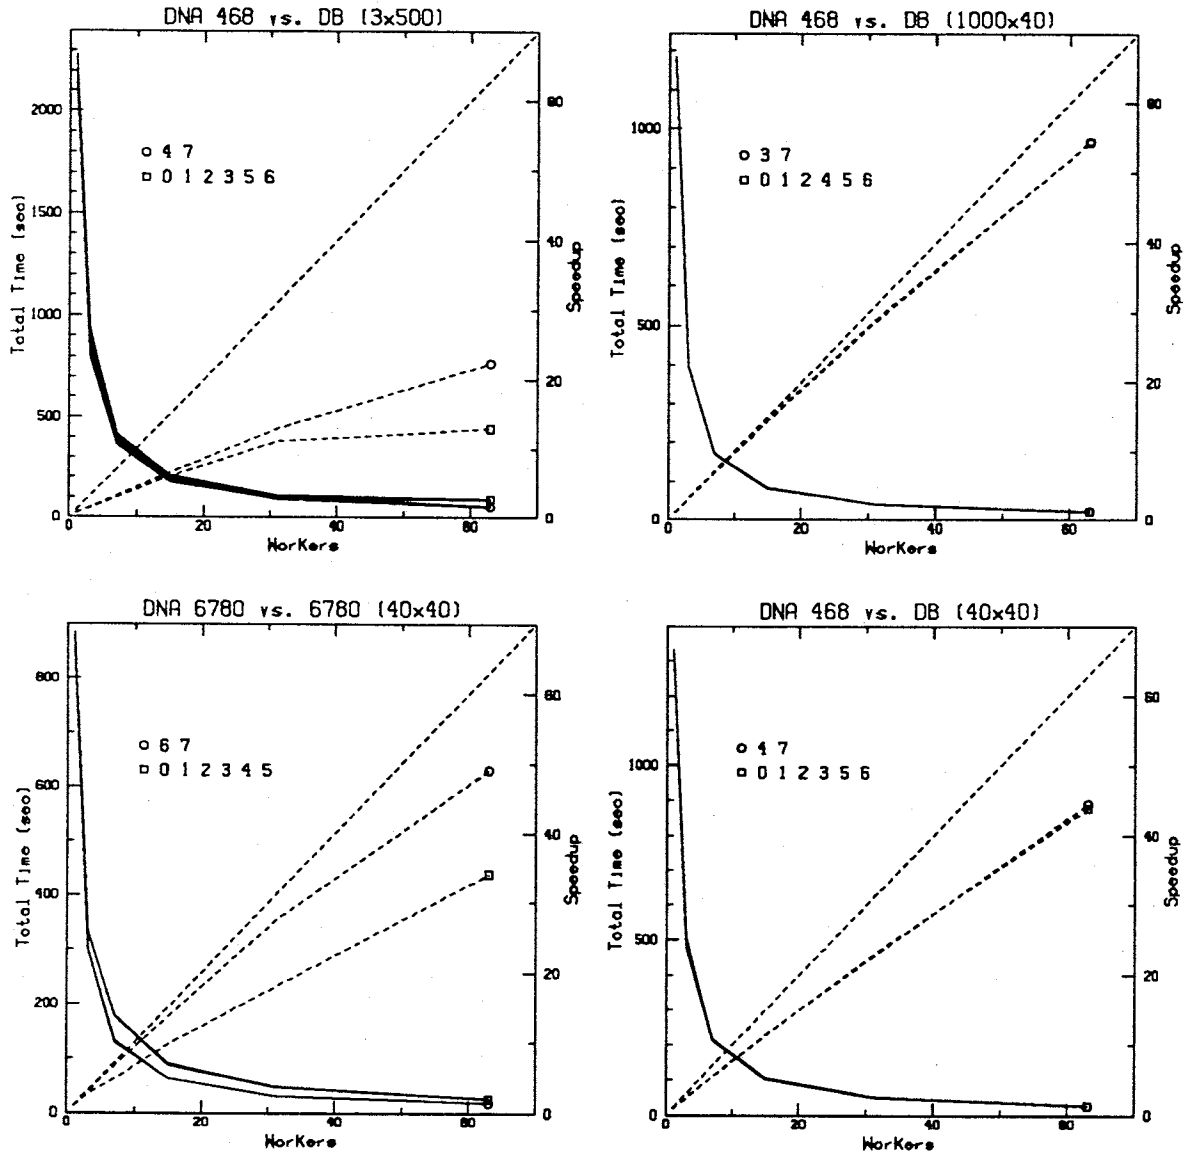 DNA 468 vs. DB (3x500)
2000
1500
1000
500
0
Total Time (sec)
4 7
0 1 2 3 5 6
60
40
20
0
Speedup
0 20 40 60
Workers
DNA 468 vs. DB (1000x40)
1000
500
0
Total Time (sec)
3 7
0 1 2 4 5 6
60
40
20
0
Speedup
0 20 40 60
Workers
DNA 6780 vs. 6780 (40x40)
800
600
400
200
0
Total Time (sec)
6 7
0 1 2 3 4 5
60
40
20
0
Speedup
0 20 40 60
Workers
DNA 468 vs. DB (40x40)
1000
500
0
Total Time (sec)
4 7
0 1 2 3 5 6
60
40
20
0
Speedup
0 20 40 60
Workers